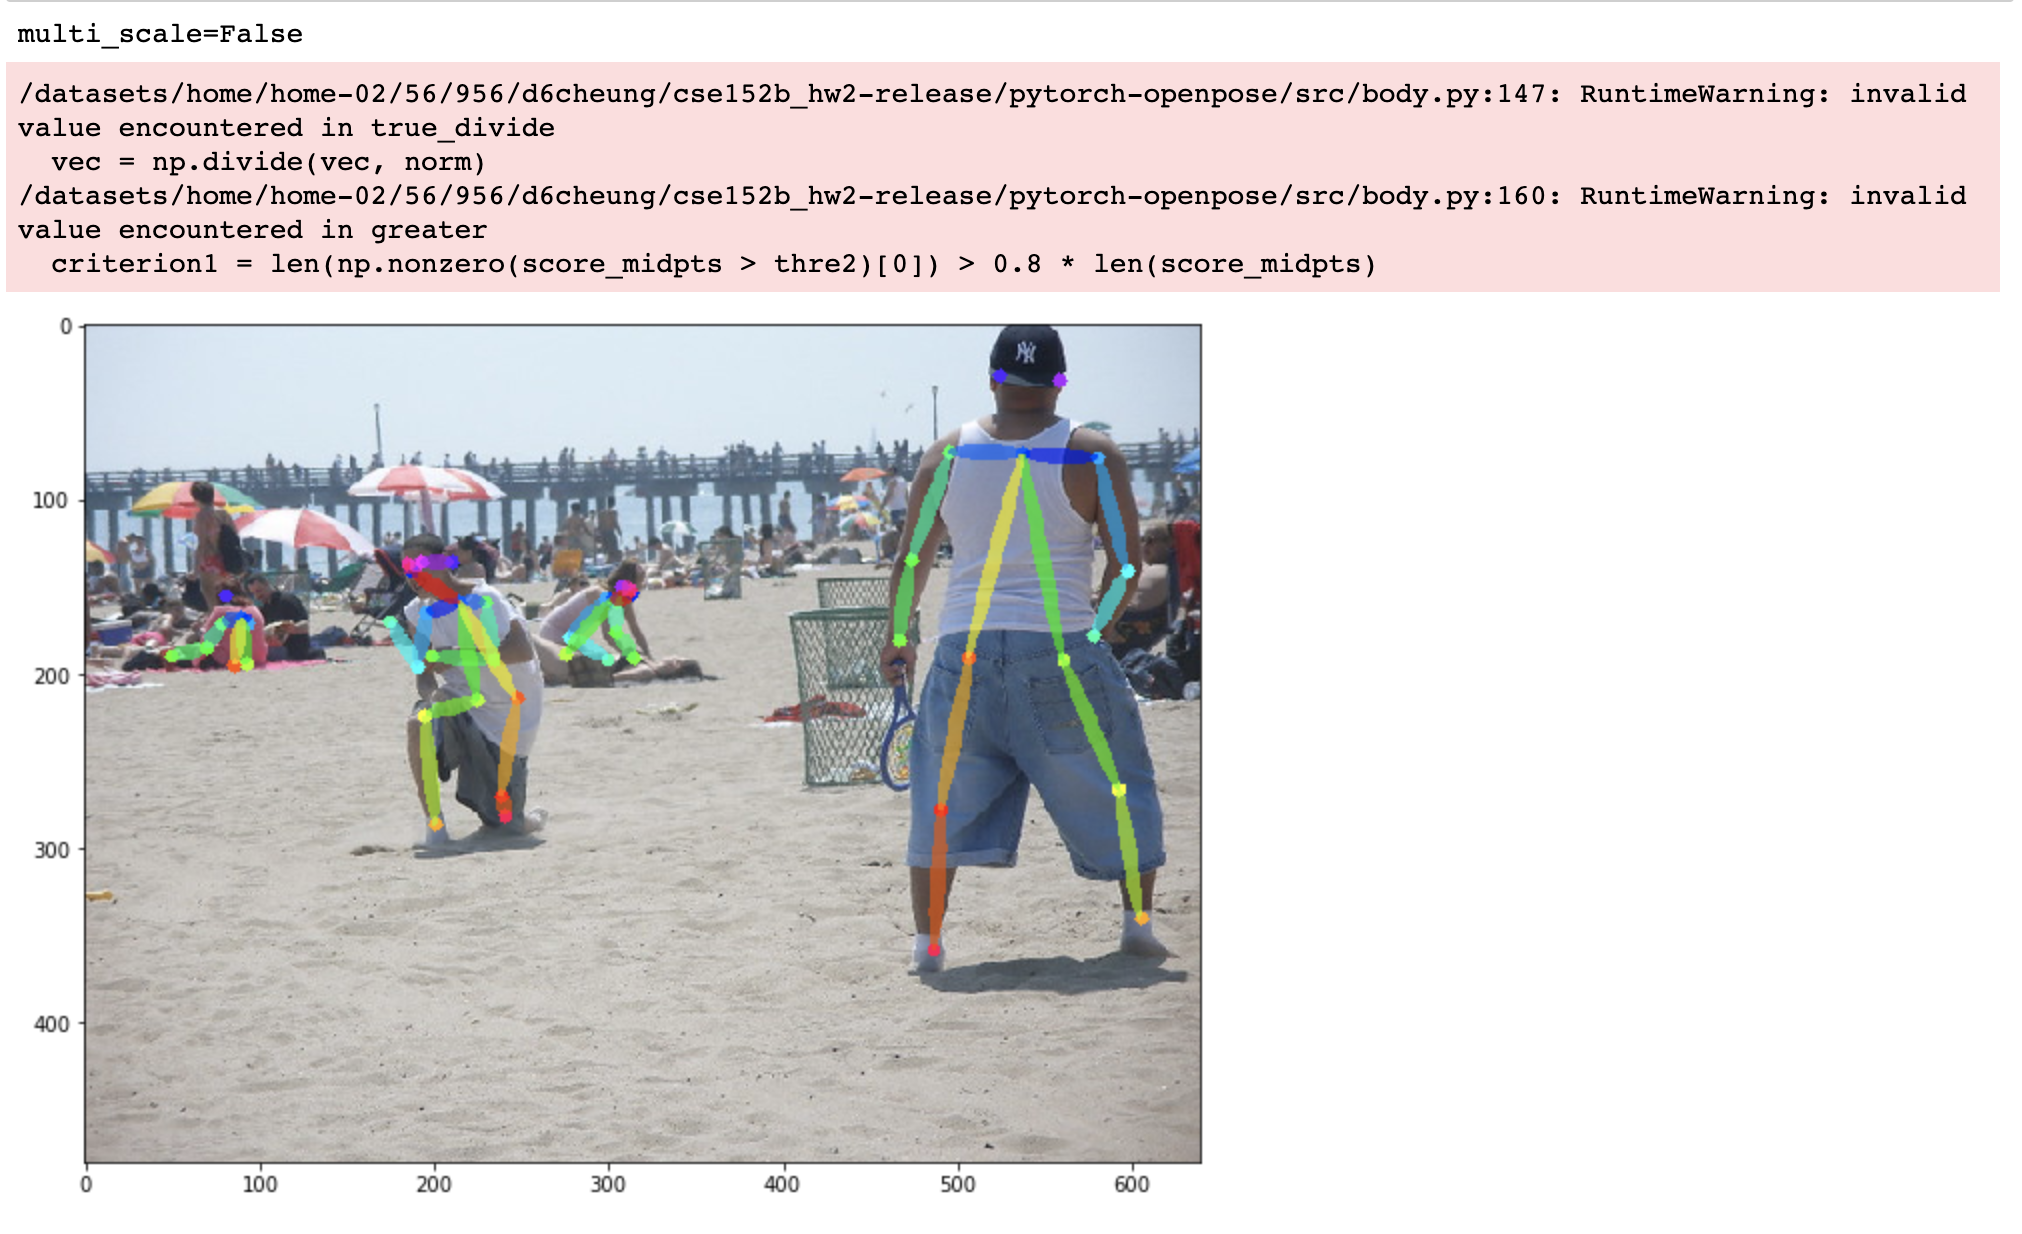 multi_scale=False
/datasets/home/home-02/56/956/d6cheung/cse152b_hw2-release/pytorch-openpose/src/body.py:147: RuntimeWarning: invalid
value encountered in true_divide
  vec = np.divide(vec, norm)
/datasets/home/home-02/56/956/d6cheung/cse152b_hw2-release/pytorch-openpose/src/body.py:160: RuntimeWarning: invalid
value encountered in greater
  criterion1 = len(np.nonzero(score_midpts > thre2)[0]) > 0.8 * len(score_midpts)
0
NY
100
200
300
400
0 100 200 300 400 500 600